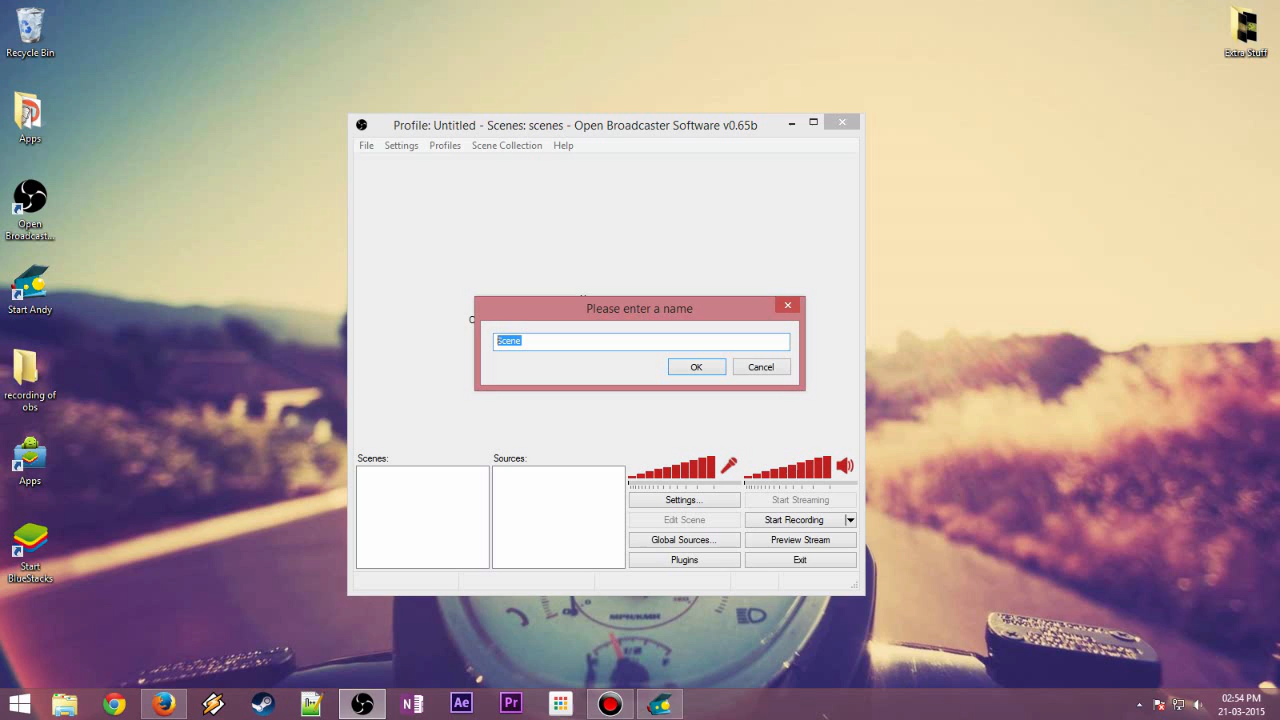 Recycle Bin
Extra Stuff
Apps
Open
Broadcast...
Start Andy
recording of
obs
Apps
Start
BlueStacks
Profile: Untitled - Scenes: scenes - Open Broadcaster Software v0.65b
File Settings Profiles Scene Collection Help
Please enter a name
Scene
OK Cancel
Scenes: Sources:
Settings... Start Streaming
Edit Scene Start Recording
Global Sources... Preview Stream
Plugins Exit
Ae Pr
02:54 PM
21-03-2015